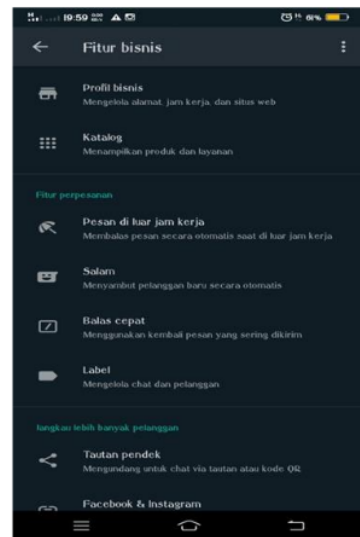 19:59
61%
Fitur bisnis
Profil bisnis
Mengelola alamat, jam kerja, dan situs web
Katalog
Menampilkan produk dan layanan
Fitur perpesanan
Pesan di luar jam kerja
Membalas pesan secara otomatis saat di luar jam kerja
Salam
Menyambut pelanggan baru secara otomatis
Balas cepat
Menggunakan kembali pesan yang sering dikirim
Label
Mengelola chat dan pelanggan
Jangkau lebih banyak pelanggan
Tautan pendek
Mengundang untuk chat via tautan atau kode QR
Facebook & Instagram